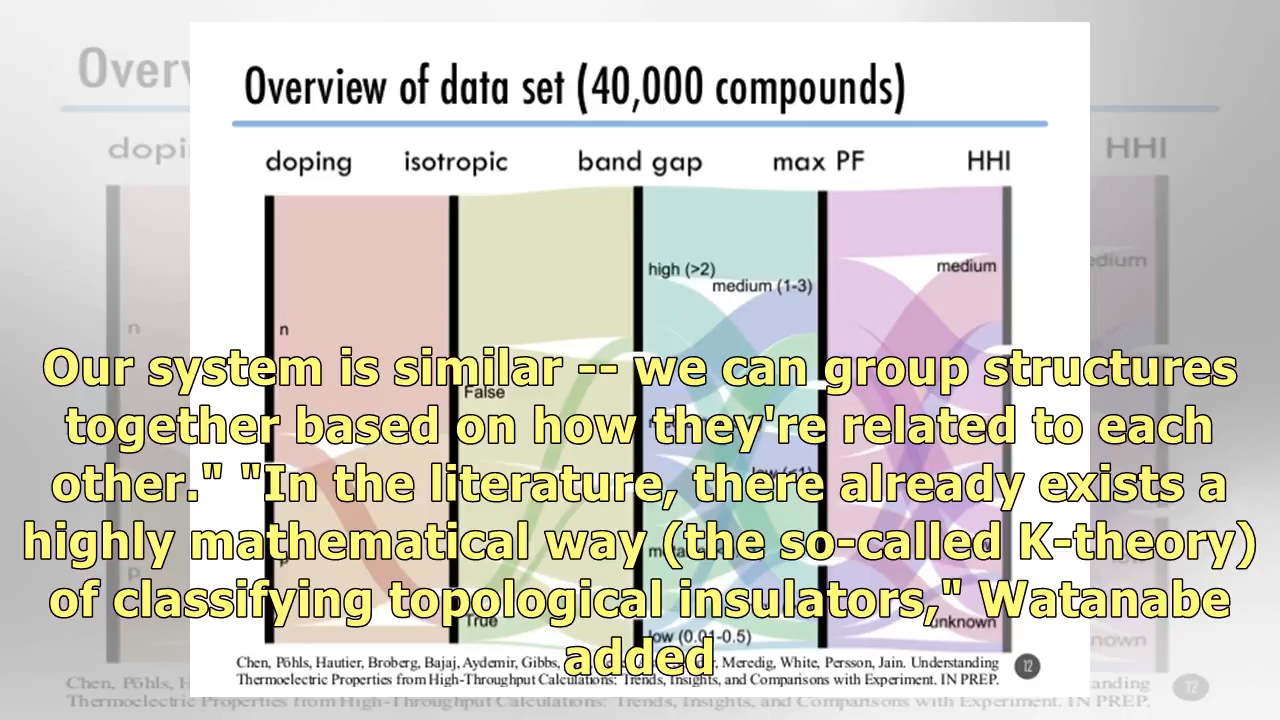 Overview of data set (40,000 compounds)
doping isotropic band gap max PF HHI
high (>2)
medium (1-3)
medium
n
False
Our system is similar -- we can group structures
together based on how they're related to each
other." "In the literature, there already exists a
highly mathematical way (the so-called K-theory)
of classifying topological insulators," Watanabe
added
True
unknown
low (0.01-0.5)
Chen, Pöhls, Hautier, Broberg, Bajaj, Aydemir, Gibbs, Meredig, White, Persson, Jain. Understanding
Thermoelectric Properties from High-Throughput Calculations: Trends, Insights, and Comparisons with Experiment. IN PREP.
12